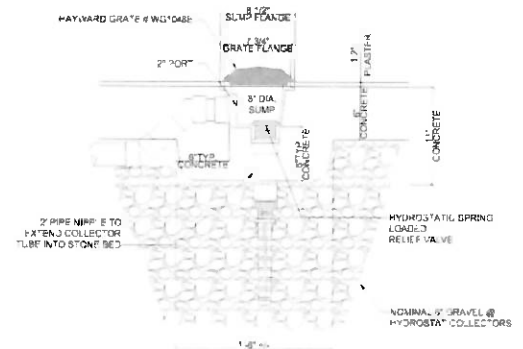 8 1/2"
SUMP FLANGE
HAYWARD GRATE # WG1048E
7 3/4"
GRATE FLANGE
2" PORT
8" DIA.
SUMP
1/2"
PLASTER
CONCRETE
CONCRETE
6" TYP.
CONCRETE
TYP.
CONCRETE
2" PIPE NIPPLE TO
EXTEND COLLECTOR
TUBE INTO STONE BED
HYDROSTATIC SPRING
LOADED
RELIEF VALVE
NOMINAL 6" GRAVEL @
HYDROSTAT COLLECTORS